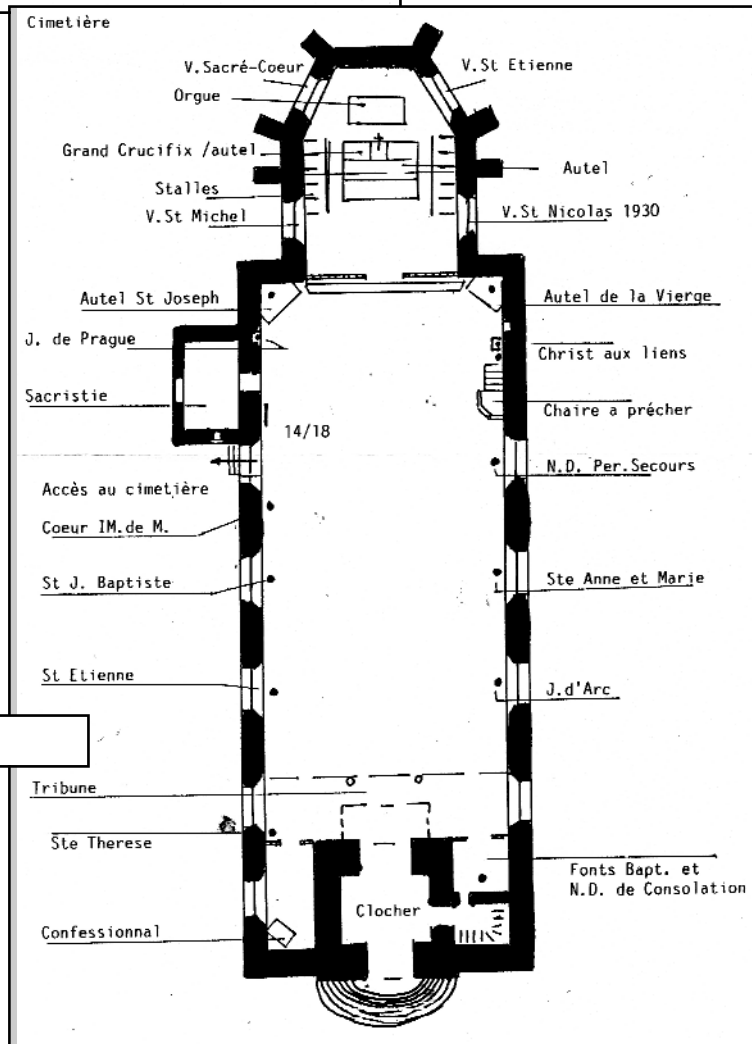 Cimetière
V.Sacré-Coeur
V.St Etienne
Orgue
Grand Crucifix /autel
Autel
Stalles
V.St Michel
V.St Nicolas 1930
Autel St Joseph
Autel de la Vierge
J. de Prague
Christ aux liens
Sacristie
Chaire a précher
14/18
N.D. Per.Secours
Accès au cimetière
Coeur IM.de M.
St J. Baptiste
Ste Anne et Marie
St Etienne
J.d'Arc
Tribune
Ste Therese
Fonts Bapt. et
N.D. de Consolation
Clocher
Confessionnal